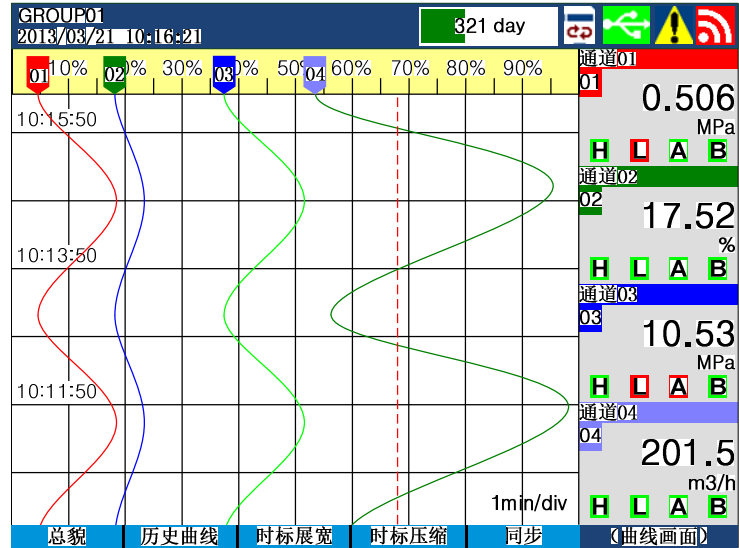 GROUP01
2013/03/21 10:16:21
321 day
01 10% 02 0% 30% 03 0% 50% 04 60% 70% 80% 90%
10:15:50
10:13:50
10:11:50
1min/div
通道01
01
0.506
MPa
H L A B
通道02
02
17.52
%
H L A B
通道03
03
10.53
MPa
H L A B
通道04
04
201.5
m3/h
H L A B
总貌 历史曲线 时标展宽 时标压缩 同步 【曲线画面】